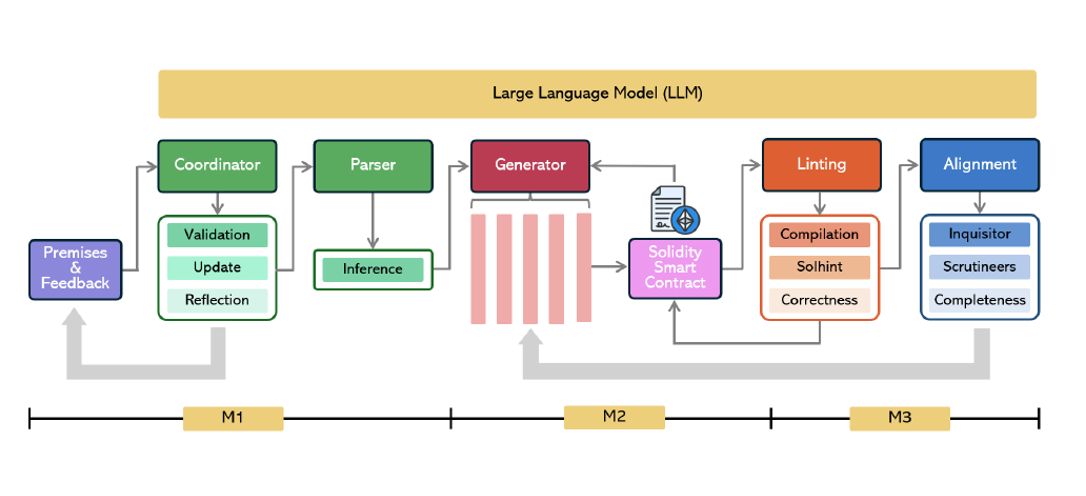 Large Language Model (LLM)
Coordinator
Parser
Generator
Linting
Alignment
Validation
Update
Reflection
Premises
&
Feedback
Inference
Solidity
Smart
Contract
Compilation
Solhint
Correctness
Inquisitor
Scrutineers
Completeness
M1
M2
M3